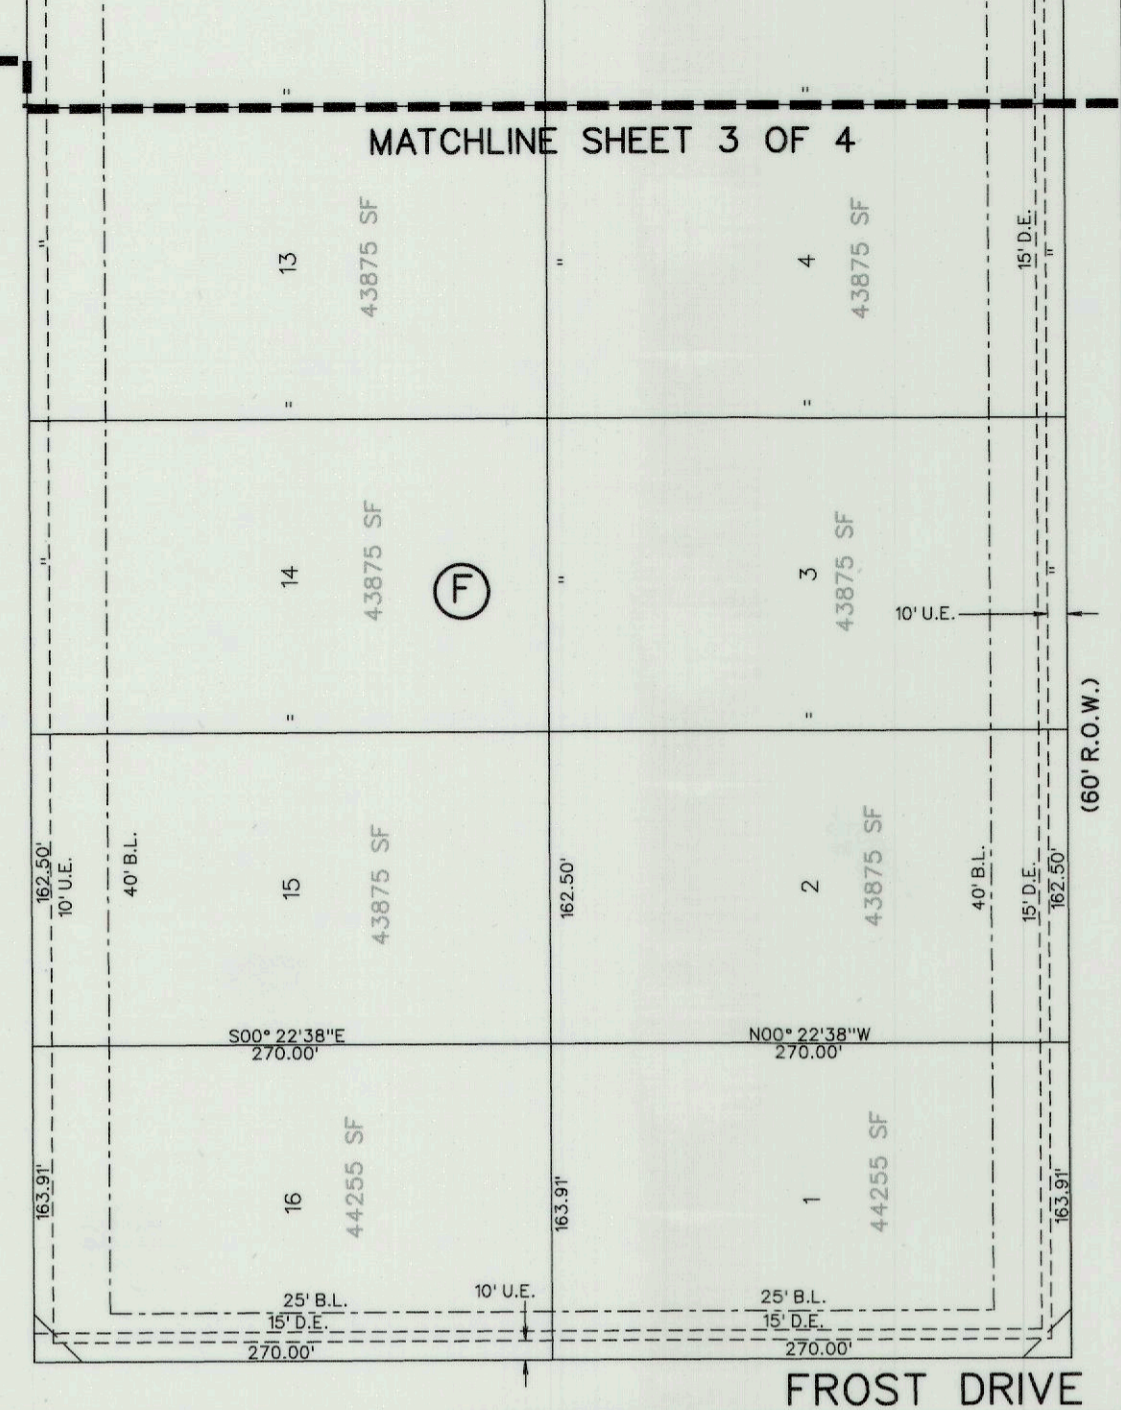 "
"
MATCHLINE SHEET 3 OF 4
"
13
43875 SF
"
4
43875 SF
15' D.E.
"
"
"
"
14
43875 SF
F
"
3
43875 SF
"
10' U.E.
"
"
(60' R.O.W.)
162.50'
10' U.E.
40' B.L.
15
43875 SF
162.50'
2
43875 SF
40' B.L.
15' D.E.
162.50'
S00° 22'38"E
270.00'
N00° 22'38"W
270.00'
163.91'
16
44255 SF
163.91'
1
44255 SF
163.91'
25' B.L.
15' D.E.
270.00'
10' U.E.
25' B.L.
15' D.E.
270.00'
FROST DRIVE